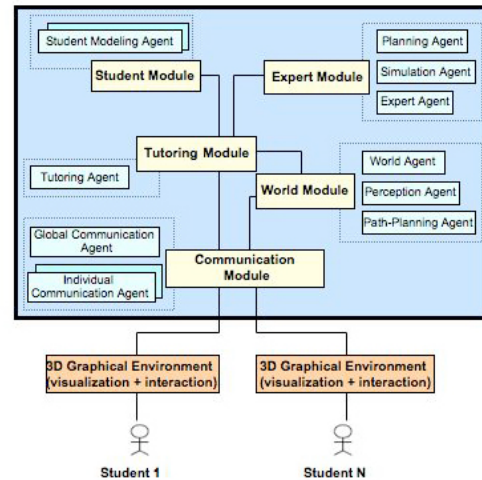 Student Modeling Agent
Student Module
Planning Agent
Simulation Agent
Expert Agent
Expert Module
Tutoring Module
Tutoring Agent
World Agent
Perception Agent
Path-Planning Agent
World Module
Global Communication
Agent
Individual
Communication Agent
Communication
Module
3D Graphical Environment
(visualization + interaction)
3D Graphical Environment
(visualization + interaction)
Student 1
Student N